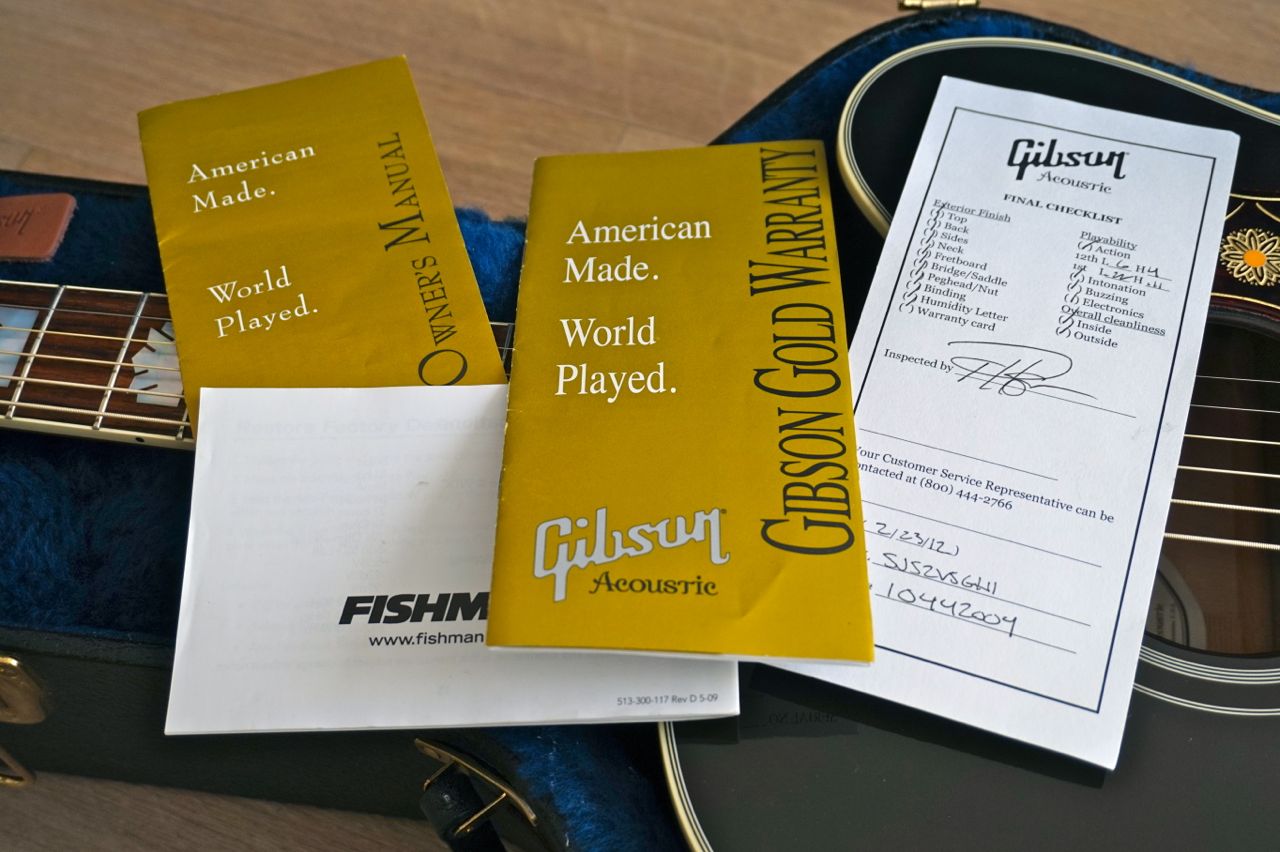 American
Made.
World
Played.
OWNER'S MANUAL
American
Made.
World
Played.
GIBSON GOLD WARRANTY
Gibson
Acoustic
FISHM
www.fishman
513-300-117 Rev D 5-09
Gibson
Acoustic
FINAL CHECKLIST
Exterior Finish
Top
Back
Sides
Neck
Fretboard
Bridge/Saddle
Peghead/Nut
Binding
Humidity Letter
Warranty card
Playability
Action
12th L 6 H 4
1st L H
Intonation
Buzzing
Electronics
Overall cleanliness
Inside
Outside
Inspected by
Your Customer Service Representative can be
contacted at (800) 444-2766
2/23/12
SJS2VSGH1
10442009